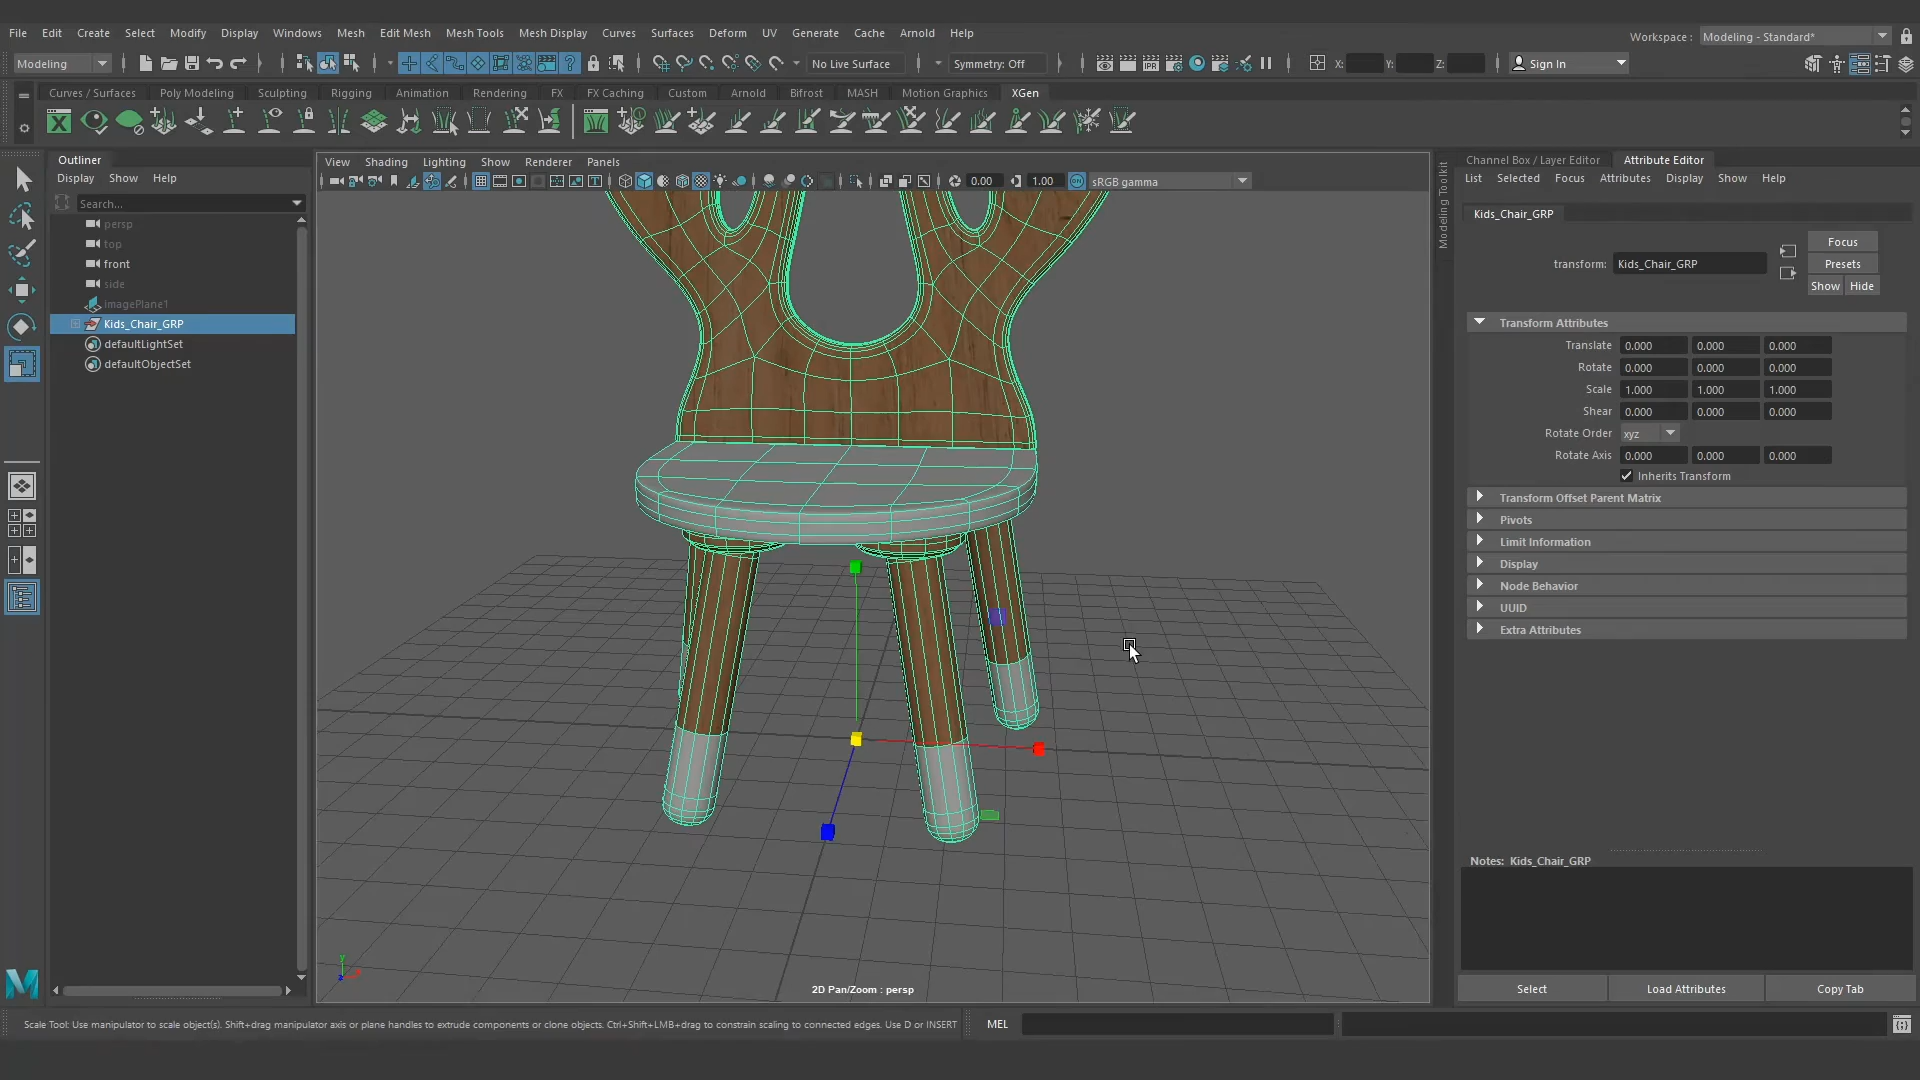 File Edit Create Select Modify Display Windows Mesh Edit Mesh Mesh Tools Mesh Display Curves Surfaces Deform UV Generate Cache Arnold Help
Workspace : Modeling - Standard*
Modeling No Live Surface Symmetry: Off X: Y: Z: Sign In
Curves / Surfaces Poly Modeling Sculpting Rigging Animation Rendering FX FX Caching Custom Arnold Bifrost MASH Motion Graphics XGen
Outliner
Display Show Help
Search...
persp
top
front
side
imagePlane1
Kids_Chair_GRP
defaultLightSet
defaultObjectSet
View Shading Lighting Show Renderer Panels
0.00 1.00 sRGB gamma
2D Pan/Zoom : persp
Modeling Toolkit
Channel Box / Layer Editor Attribute Editor
List Selected Focus Attributes Display Show Help
Kids_Chair_GRP
Focus
transform: Kids_Chair_GRP Presets
Show Hide
Transform Attributes
Translate 0.000 0.000 0.000
Rotate 0.000 0.000 0.000
Scale 1.000 1.000 1.000
Shear 0.000 0.000 0.000
Rotate Order xyz
Rotate Axis 0.000 0.000 0.000
Inherits Transform
Transform Offset Parent Matrix
Pivots
Limit Information
Display
Node Behavior
UUID
Extra Attributes
Notes: Kids_Chair_GRP
Select Load Attributes Copy Tab
Scale Tool: Use manipulator to scale object(s). Shift+drag manipulator axis or plane handles to extrude components or clone objects. Ctrl+Shift+LMB+drag to constrain scaling to connected edges. Use D or INSERT
MEL